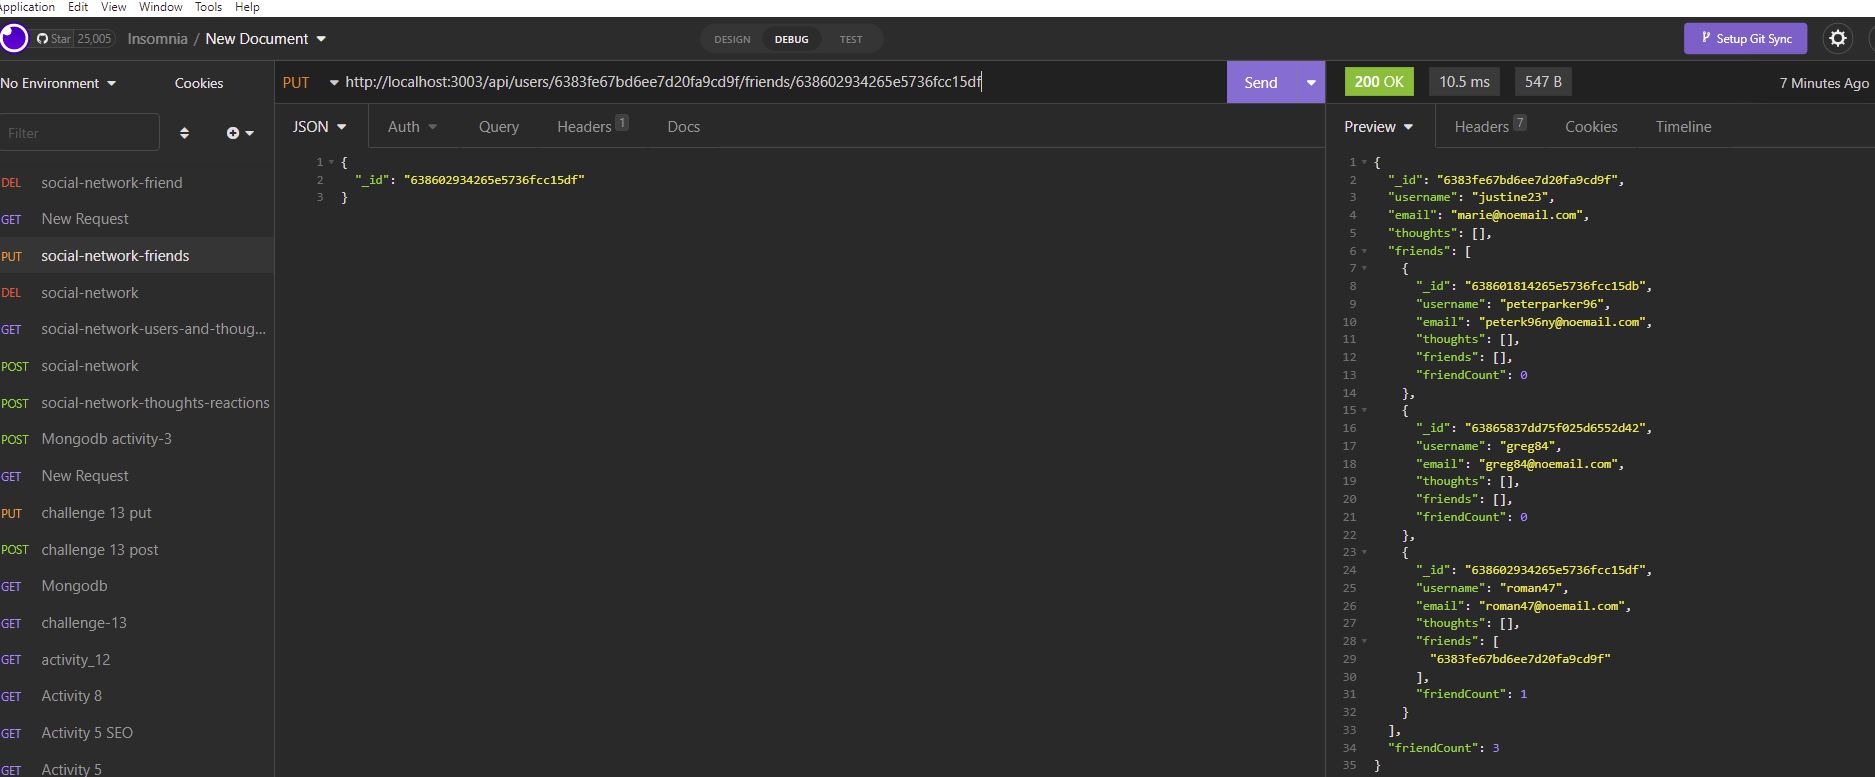 Application Edit View Window Tools Help
Star 25,005 Insomnia / New Document DESIGN DEBUG TEST Setup Git Sync
No Environment Cookies
Filter
DEL social-network-friend
GET New Request
PUT social-network-friends
DEL social-network
GET social-network-users-and-thoug...
POST social-network
POST social-network-thoughts-reactions
POST Mongodb activity-3
GET New Request
PUT challenge 13 put
POST challenge 13 post
GET Mongodb
GET challenge-13
GET activity_12
GET Activity 8
GET Activity 5 SEO
GET Activity 5
PUT http://localhost:3003/api/users/6383fe67bd6ee7d20fa9cd9f/friends/638602934265e5736fcc15df Send
JSON Auth Query Headers 1 Docs
1 {
2 "_id": "638602934265e5736fcc15df"
3 }
200 OK 10.5 ms 547 B 7 Minutes Ago
Preview Headers 7 Cookies Timeline
1 {
2 "_id": "6383fe67bd6ee7d20fa9cd9f",
3 "username": "justine23",
4 "email": "marie@noemail.com",
5 "thoughts": [],
6 "friends": [
7 {
8 "_id": "638601814265e5736fcc15db",
9 "username": "peterparker96",
10 "email": "peterk96ny@noemail.com",
11 "thoughts": [],
12 "friends": [],
13 "friendCount": 0
14 },
15 {
16 "_id": "63865837dd75f025d6552d42",
17 "username": "greg84",
18 "email": "greg84@noemail.com",
19 "thoughts": [],
20 "friends": [],
21 "friendCount": 0
22 },
23 {
24 "_id": "638602934265e5736fcc15df",
25 "username": "roman47",
26 "email": "roman47@noemail.com",
27 "thoughts": [],
28 "friends": [
29 "6383fe67bd6ee7d20fa9cd9f"
30 ],
31 "friendCount": 1
32 }
33 ],
34 "friendCount": 3
35 }